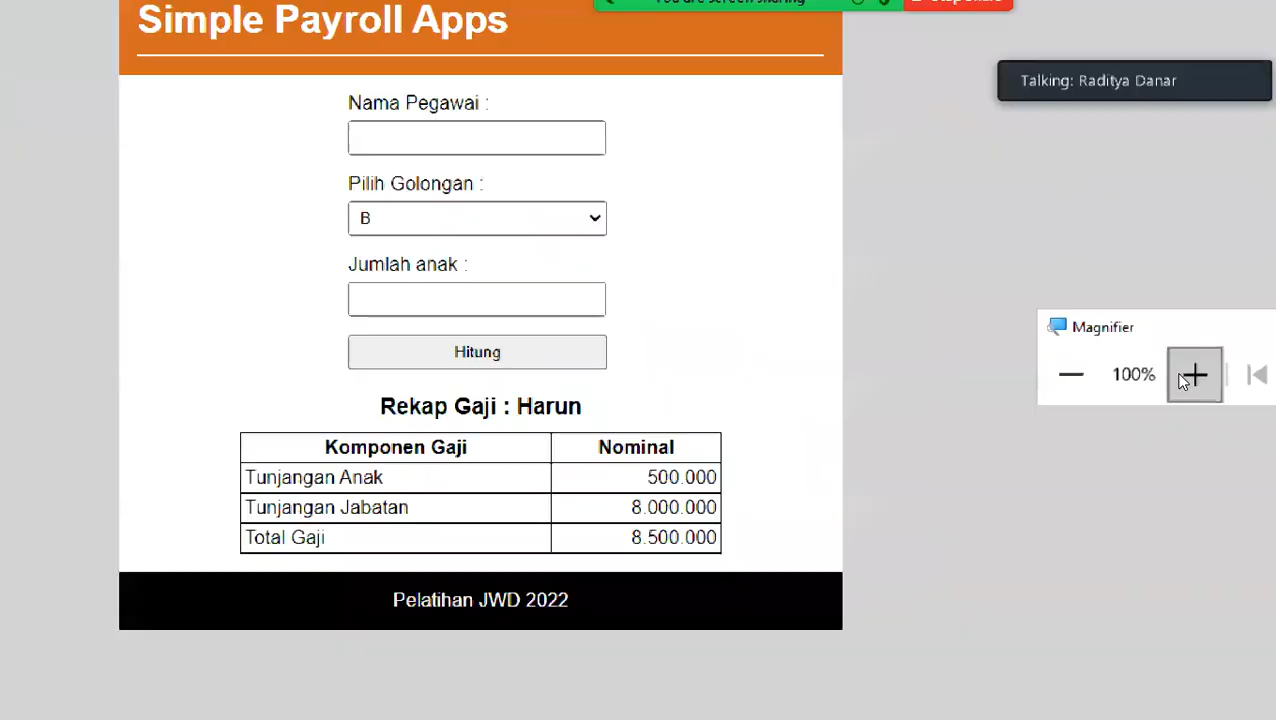 Simple Payroll Apps
Talking: Raditya Danar
Nama Pegawai :
Pilih Golongan :
B
Jumlah anak :
Hitung
Magnifier
100%
Rekap Gaji : Harun
Komponen Gaji Nominal
Tunjangan Anak 500.000
Tunjangan Jabatan 8.000.000
Total Gaji 8.500.000
Pelatihan JWD 2022